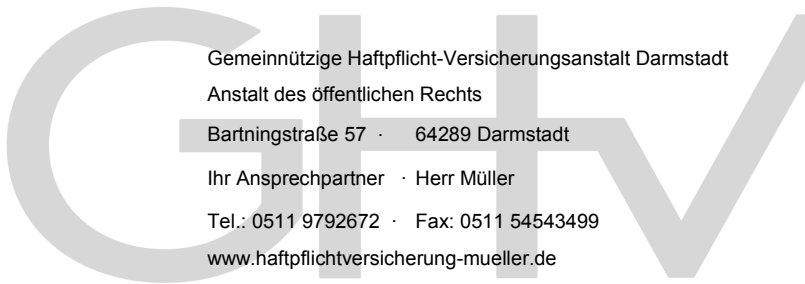 GHV
Gemeinnützige Haftpflicht-Versicherungsanstalt Darmstadt
Anstalt des öffentlichen Rechts
Bartningstraße 57 · 64289 Darmstadt
Ihr Ansprechpartner · Herr Müller
Tel.: 0511 9792672 · Fax: 0511 54543499
www.haftpflichtversicherung-mueller.de